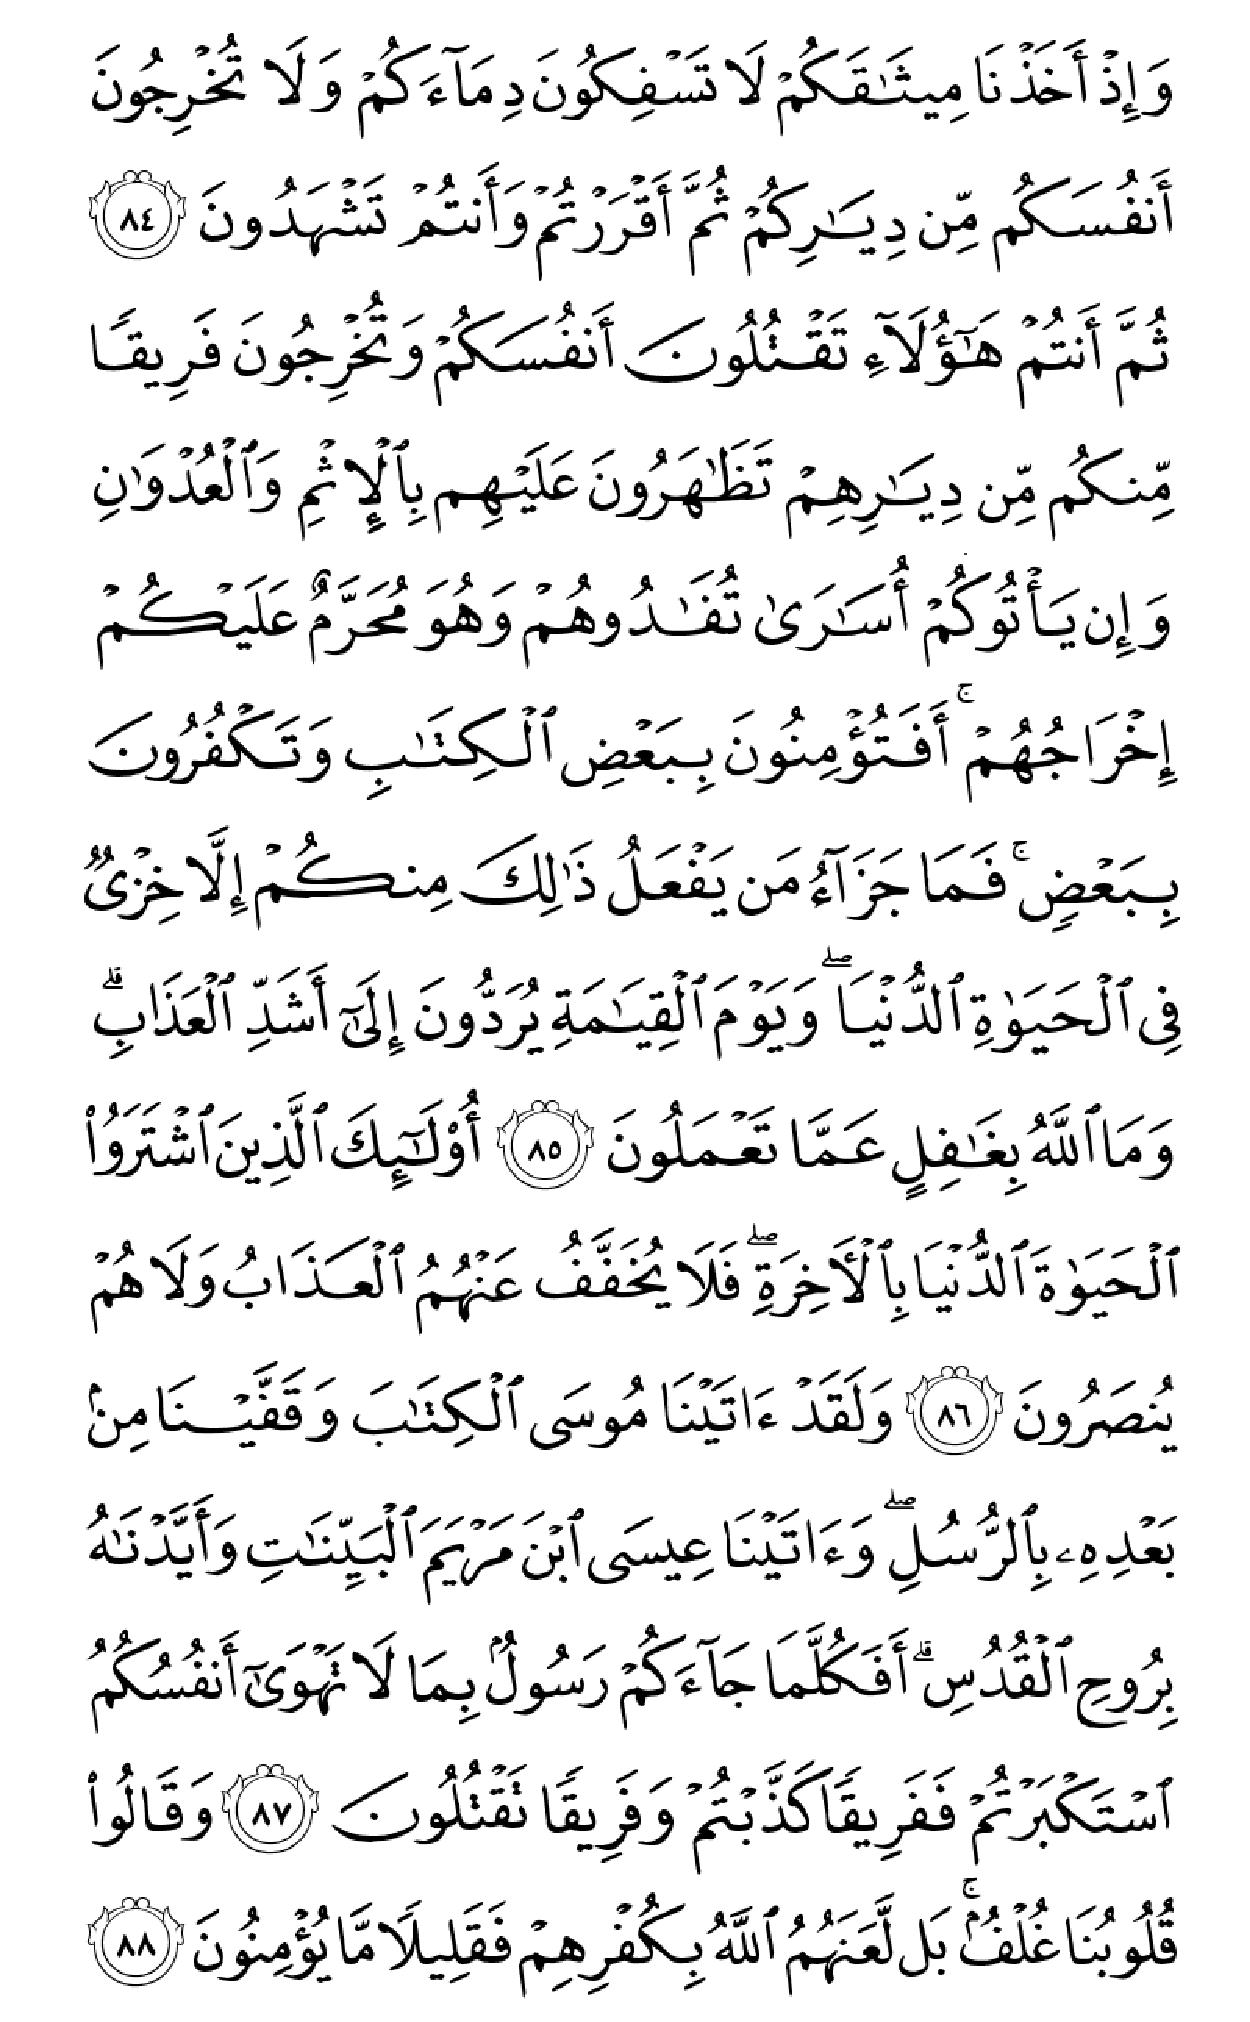 وَإِذْ أَخَذْنَا مِيثَٰقَكُمْ لَا تَسْفِكُونَ دِمَآءَكُمْ وَلَا تُخْرِجُونَ
أَنفُسَكُم مِّن دِيَٰرِكُمْ ثُمَّ أَقْرَرْتُمْ وَأَنتُمْ تَشْهَدُونَ ٨٤
ثُمَّ أَنتُمْ هَٰٓؤُلَآءِ تَقْتُلُونَ أَنفُسَكُمْ وَتُخْرِجُونَ فَرِيقًا
مِّنكُم مِّن دِيَٰرِهِمْ تَظَٰهَرُونَ عَلَيْهِم بِٱلْإِثْمِ وَٱلْعُدْوَٰنِ
وَإِن يَأْتُوكُمْ أُسَٰرَىٰ تُفَٰدُوهُمْ وَهُوَ مُحَرَّمٌ عَلَيْكُمْ
إِخْرَاجُهُمْ ۚ أَفَتُؤْمِنُونَ بِبَعْضِ ٱلْكِتَٰبِ وَتَكْفُرُونَ
بِبَعْضٍ ۚ فَمَا جَزَآءُ مَن يَفْعَلُ ذَٰلِكَ مِنكُمْ إِلَّا خِزْىٌ
فِى ٱلْحَيَوٰةِ ٱلدُّنْيَا ۖ وَيَوْمَ ٱلْقِيَٰمَةِ يُرَدُّونَ إِلَىٰٓ أَشَدِّ ٱلْعَذَابِ ۗ
وَمَا ٱللَّهُ بِغَٰفِلٍ عَمَّا تَعْمَلُونَ ٨٥ أُو۟لَٰٓئِكَ ٱلَّذِينَ ٱشْتَرَوُا۟
ٱلْحَيَوٰةَ ٱلدُّنْيَا بِٱلْأَخِرَةِ ۖ فَلَا يُخَفَّفُ عَنْهُمُ ٱلْعَذَابُ وَلَا هُمْ
يُنصَرُونَ ٨٦ وَلَقَدْ ءَاتَيْنَا مُوسَى ٱلْكِتَٰبَ وَقَفَّيْنَا مِنۢ
بَعْدِهِۦ بِٱلرُّسُلِ ۖ وَءَاتَيْنَا عِيسَى ٱبْنَ مَرْيَمَ ٱلْبَيِّنَٰتِ وَأَيَّدْنَٰهُ
بِرُوحِ ٱلْقُدُسِ ۗ أَفَكُلَّمَا جَآءَكُمْ رَسُولٌۢ بِمَا لَا تَهْوَىٰٓ أَنفُسُكُمُ
ٱسْتَكْبَرْتُمْ فَفَرِيقًا كَذَّبْتُمْ وَفَرِيقًا تَقْتُلُونَ ٨٧ وَقَالُوا۟
قُلُوبُنَا غُلْفٌۢ ۚ بَل لَّعَنَهُمُ ٱللَّهُ بِكُفْرِهِمْ فَقَلِيلًا مَّا يُؤْمِنُونَ ٨٨